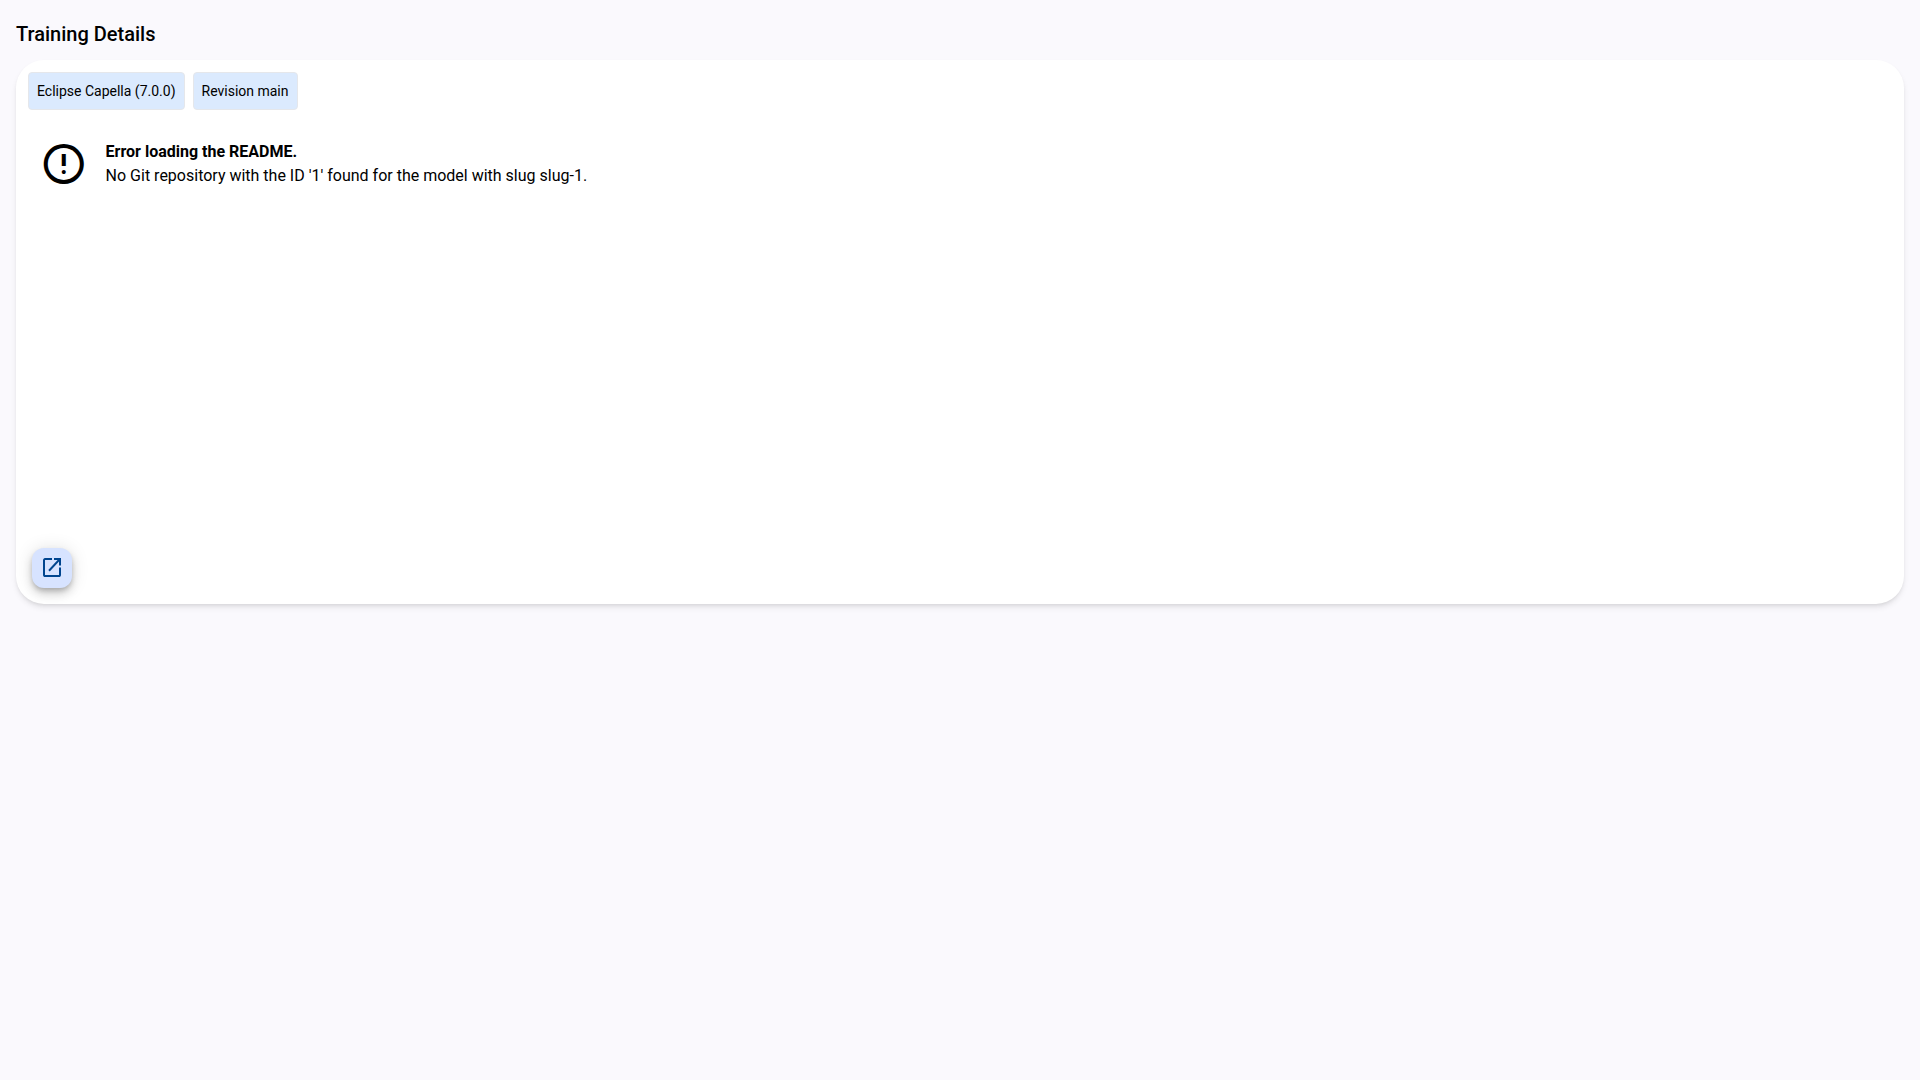 Training Details
Eclipse Capella (7.0.0) Revision main
Error loading the README.
No Git repository with the ID '1' found for the model with slug slug-1.